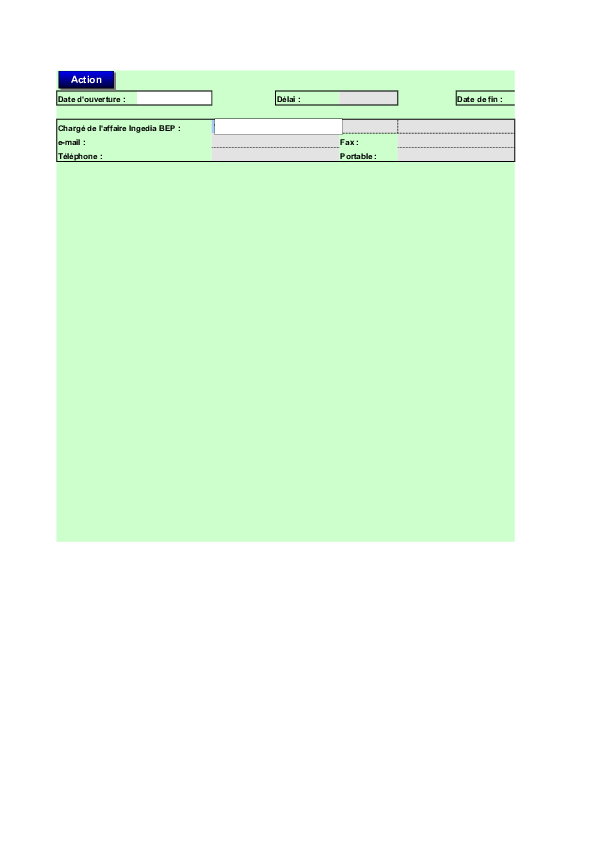 Action
Date d'ouverture : Délai : Date de fin :
Chargé de l'affaire Ingedia BEP :
e-mail : Fax :
Téléphone : Portable :